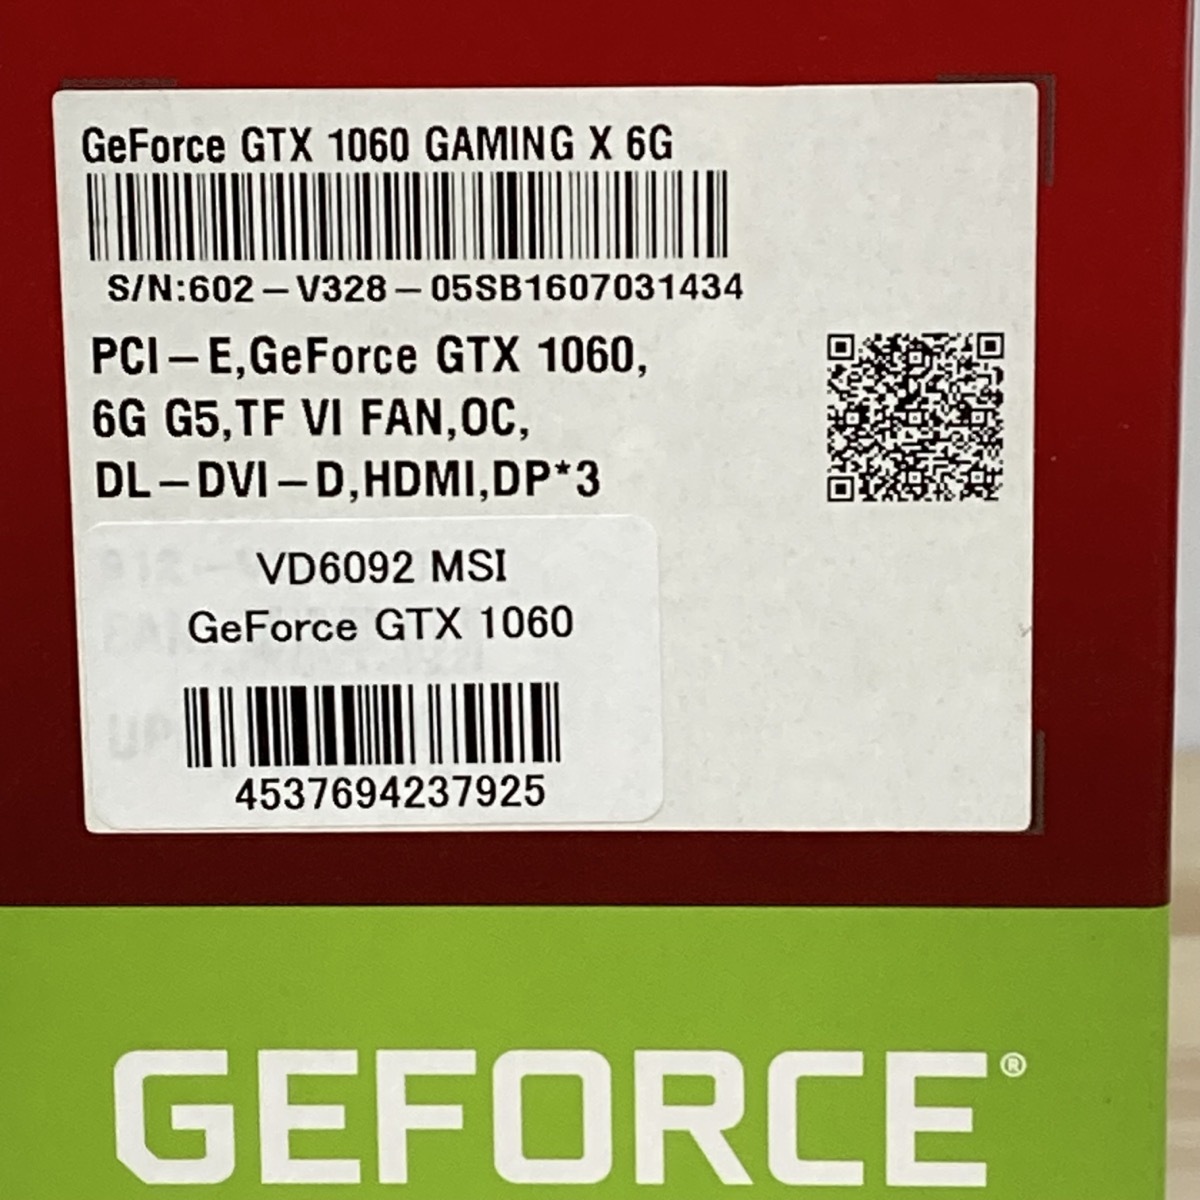 GeForce GTX 1060 GAMING X 6G
S/N:602-V328-05SB1607031434
PCI-E,GeForce GTX 1060,
6G G5,TF VI FAN,OC,
DL-DVI-D,HDMI,DP*3
VD6092 MSI
GeForce GTX 1060
4537694237925
GEFORCE®